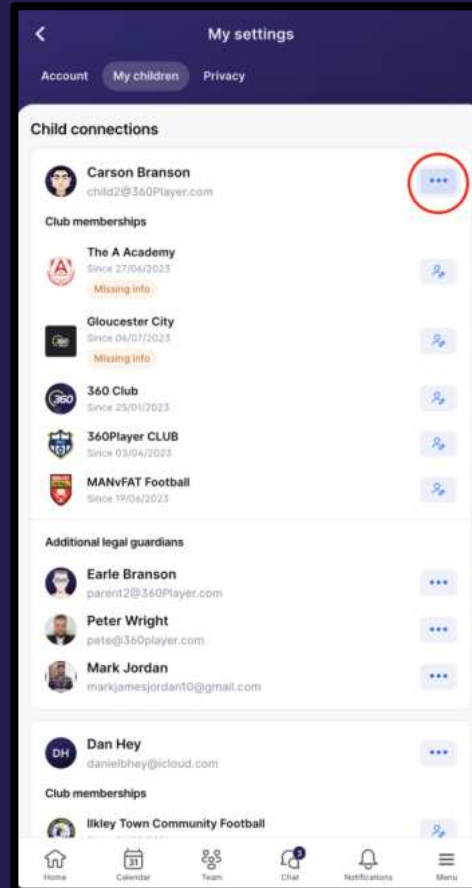 My settings
Account My children Privacy
Child connections
Carson Branson
child2@360Player.com
Club memberships
The A Academy
Since 27/06/2023
Missing info
Gloucester City
Since 06/07/2023
Missing info
360 Club
Since 25/01/2023
360Player CLUB
Since 03/04/2023
MANvFAT Football
Since 19/06/2023
Additional legal guardians
Earle Branson
parent2@360Player.com
Peter Wright
pete@360player.com
Mark Jordan
markjamesjordan10@gmail.com
DH
Dan Hey
danielbhey@icloud.com
Club memberships
Ilkley Town Community Football
Home Calendar Team Chat Notifications Menu